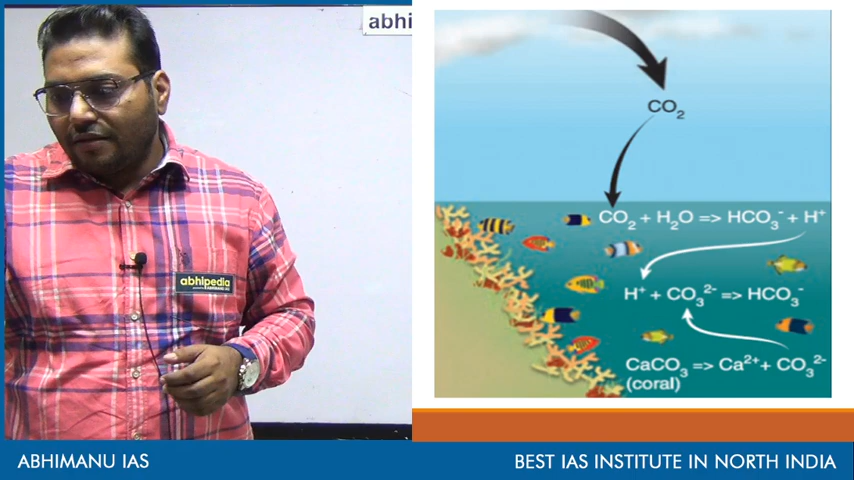 abhi
abhipedia
CO₂
CO₂ + H₂O => HCO₃⁻ + H⁺
H⁺ + CO₃²⁻ => HCO₃⁻
CaCO₃ => Ca²⁺ + CO₃²⁻
(coral)
ABHIMANU IAS
BEST IAS INSTITUTE IN NORTH INDIA